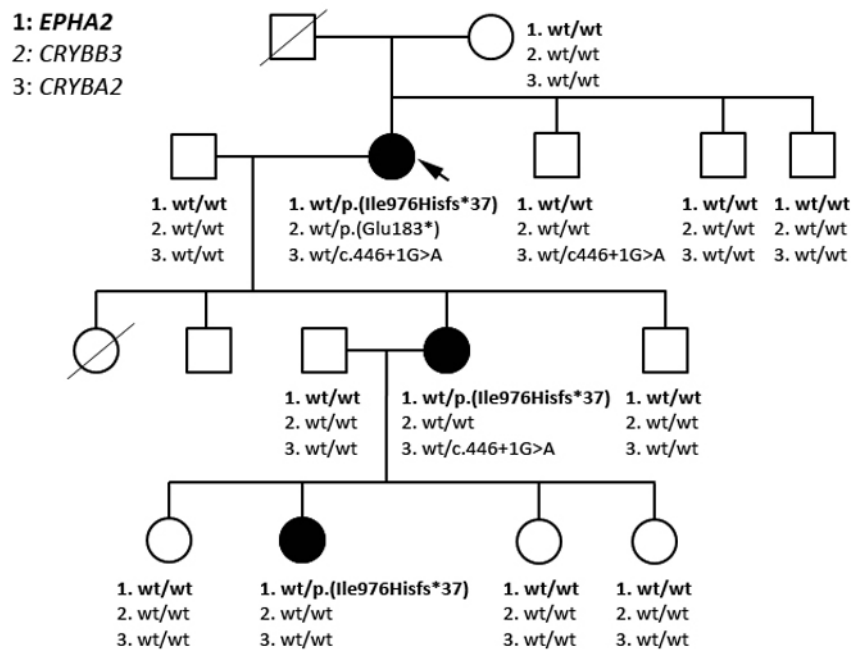 1: EPHA2
2: CRYBB3
3: CRYBA2
1. wt/wt
2. wt/wt
3. wt/wt
1. wt/wt
2. wt/wt
3. wt/wt
1. wt/p.(Ile976Hisfs*37)
2. wt/p.(Glu183*)
3. wt/c.446+1G>A
1. wt/wt
2. wt/wt
3. wt/c446+1G>A
1. wt/wt
2. wt/wt
3. wt/wt
1. wt/wt
2. wt/wt
3. wt/wt
1. wt/wt
2. wt/wt
3. wt/wt
1. wt/p.(Ile976Hisfs*37)
2. wt/wt
3. wt/c.446+1G>A
1. wt/wt
2. wt/wt
3. wt/wt
1. wt/wt
2. wt/wt
3. wt/wt
1. wt/p.(Ile976Hisfs*37)
2. wt/wt
3. wt/wt
1. wt/wt
2. wt/wt
3. wt/wt
1. wt/wt
2. wt/wt
3. wt/wt